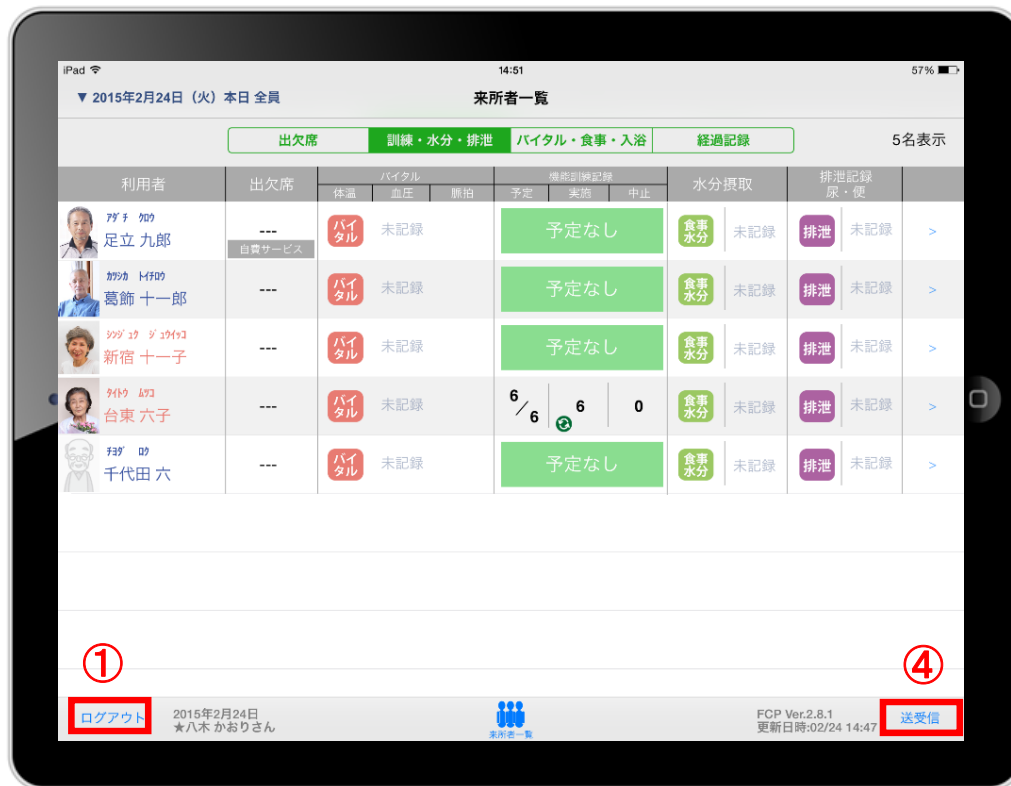 iPad 14:51 57%
▼ 2015年2月24日（火）本日 全員 来所者一覧
出欠席 訓練・水分・排泄 バイタル・食事・入浴 経過記録 5名表示
利用者 出欠席 バイタル 機能訓練記録 水分摂取 排泄記録
体温 血圧 脈拍 予定 実施 中止 尿・便
ｱﾀﾞﾁ ｸﾛｳ
足立 九郎 --- バイタル 未記録 予定なし 食事水分 未記録 排泄 未記録 >
自費サービス
ｶﾂｼｶ ﾄｲﾁﾛｳ
葛飾 十一郎 --- バイタル 未記録 予定なし 食事水分 未記録 排泄 未記録 >
ｼﾝｼﾞｭｸ ｼﾞｭｳｲｯｺ
新宿 十一子 --- バイタル 未記録 予定なし 食事水分 未記録 排泄 未記録 >
ﾀｲﾄｳ ﾑﾂｺ
台東 六子 --- バイタル 未記録 6/6 6 0 食事水分 未記録 排泄 未記録 >
ﾁﾖﾀﾞ ﾛｸ
千代田 六 --- バイタル 未記録 予定なし 食事水分 未記録 排泄 未記録 >
① ④
ログアウト 2015年2月24日 FCP Ver.2.8.1 送受信
★八木 かおりさん 来所者一覧 更新日時:02/24 14:47